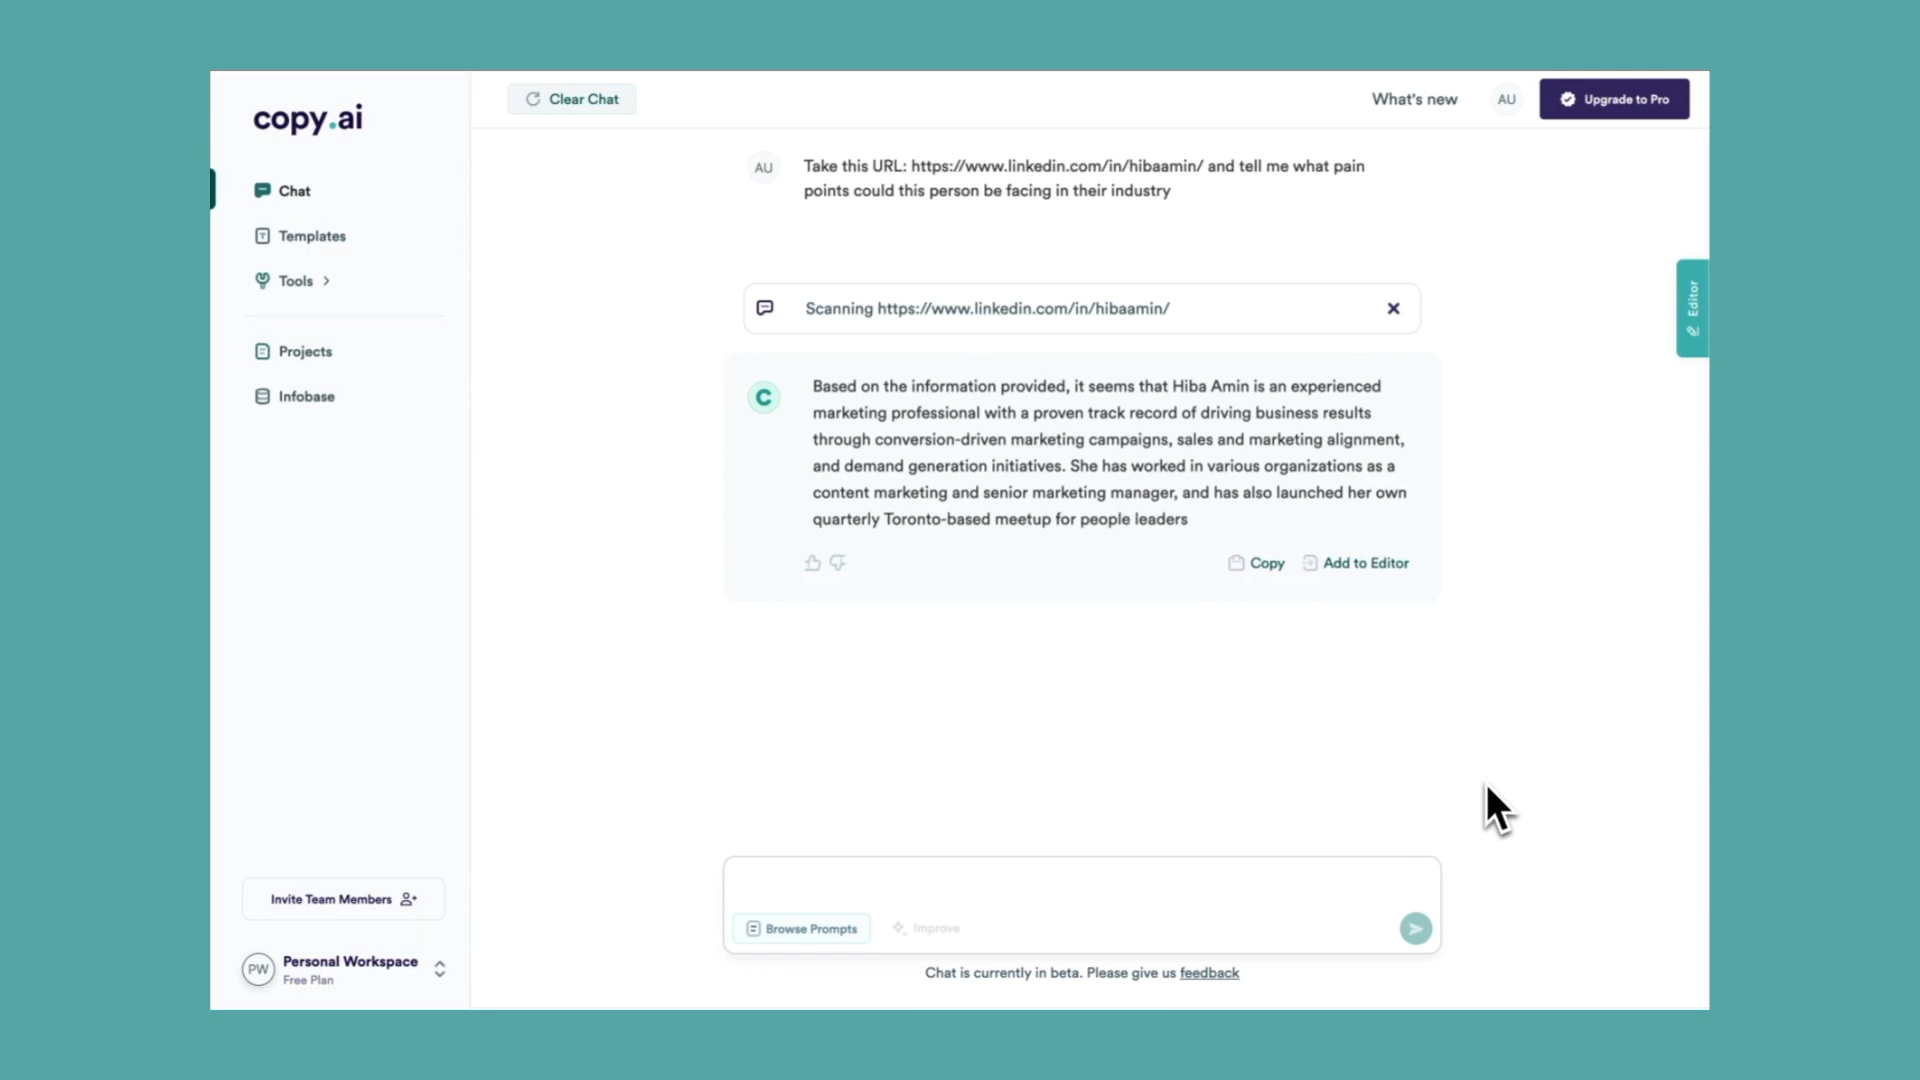 copy.ai
Clear Chat
What's new
AU
Upgrade to Pro
Chat
Templates
Tools
Projects
Infobase
AU
Take this URL: https://www.linkedin.com/in/hibaamin/ and tell me what pain
points could this person be facing in their industry
Scanning https://www.linkedin.com/in/hibaamin/
Editor
C
Based on the information provided, it seems that Hiba Amin is an experienced
marketing professional with a proven track record of driving business results
through conversion-driven marketing campaigns, sales and marketing alignment,
and demand generation initiatives. She has worked in various organizations as a
content marketing and senior marketing manager, and has also launched her own
quarterly Toronto-based meetup for people leaders
Copy
Add to Editor
Invite Team Members
PW
Personal Workspace
Free Plan
Browse Prompts
Improve
Chat is currently in beta. Please give us feedback